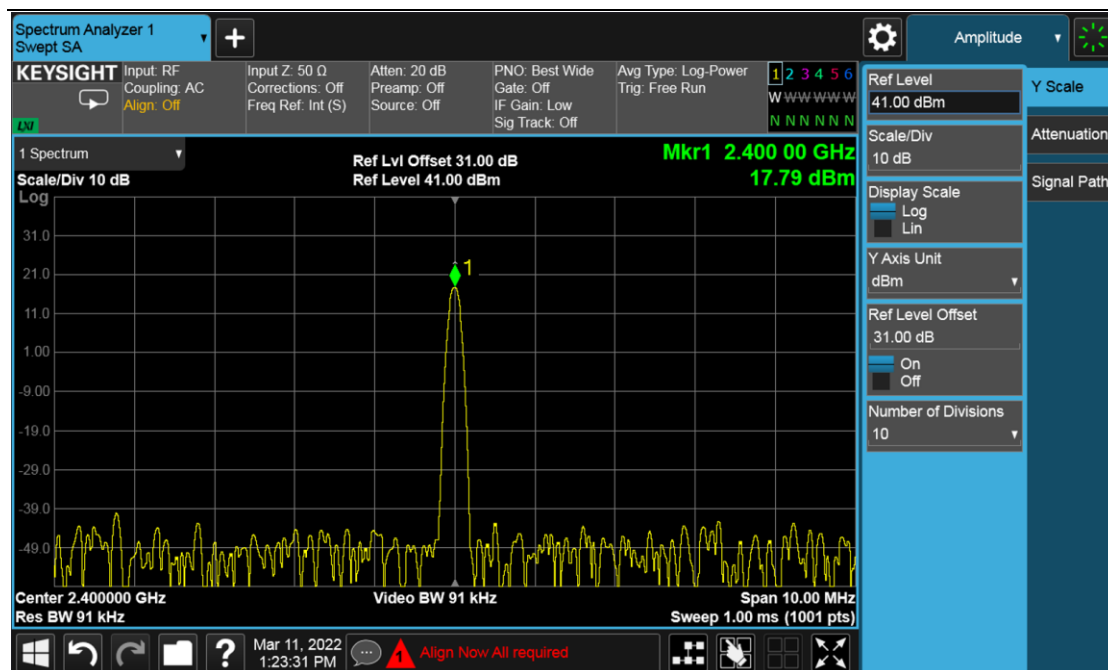 Spectrum Analyzer 1
Swept SA
Amplitude
KEYSIGHT
Input: RF
Coupling: AC
Align: Off
LXI
Input Z: 50 Ω
Corrections: Off
Freq Ref: Int (S)
Atten: 20 dB
Preamp: Off
Source: Off
PNO: Best Wide
Gate: Off
IF Gain: Low
Sig Track: Off
Avg Type: Log-Power
Trig: Free Run
1 2 3 4 5 6
W W W W W W
N N N N N N
1 Spectrum
Scale/Div 10 dB
Ref Lvl Offset 31.00 dB
Ref Level 41.00 dBm
Mkr1 2.400 00 GHz
17.79 dBm
Log
31.0
21.0
11.0
1.00
-9.00
-19.0
-29.0
-39.0
-49.0
1
Center 2.400000 GHz
Res BW 91 kHz
Video BW 91 kHz
Span 10.00 MHz
Sweep 1.00 ms (1001 pts)
Ref Level
41.00 dBm
Scale/Div
10 dB
Display Scale
Log
Lin
Y Axis Unit
dBm
Ref Level Offset
31.00 dB
On
Off
Number of Divisions
10
Y Scale
Attenuation
Signal Path
?
Mar 11, 2022
1:23:31 PM
1
Align Now All required